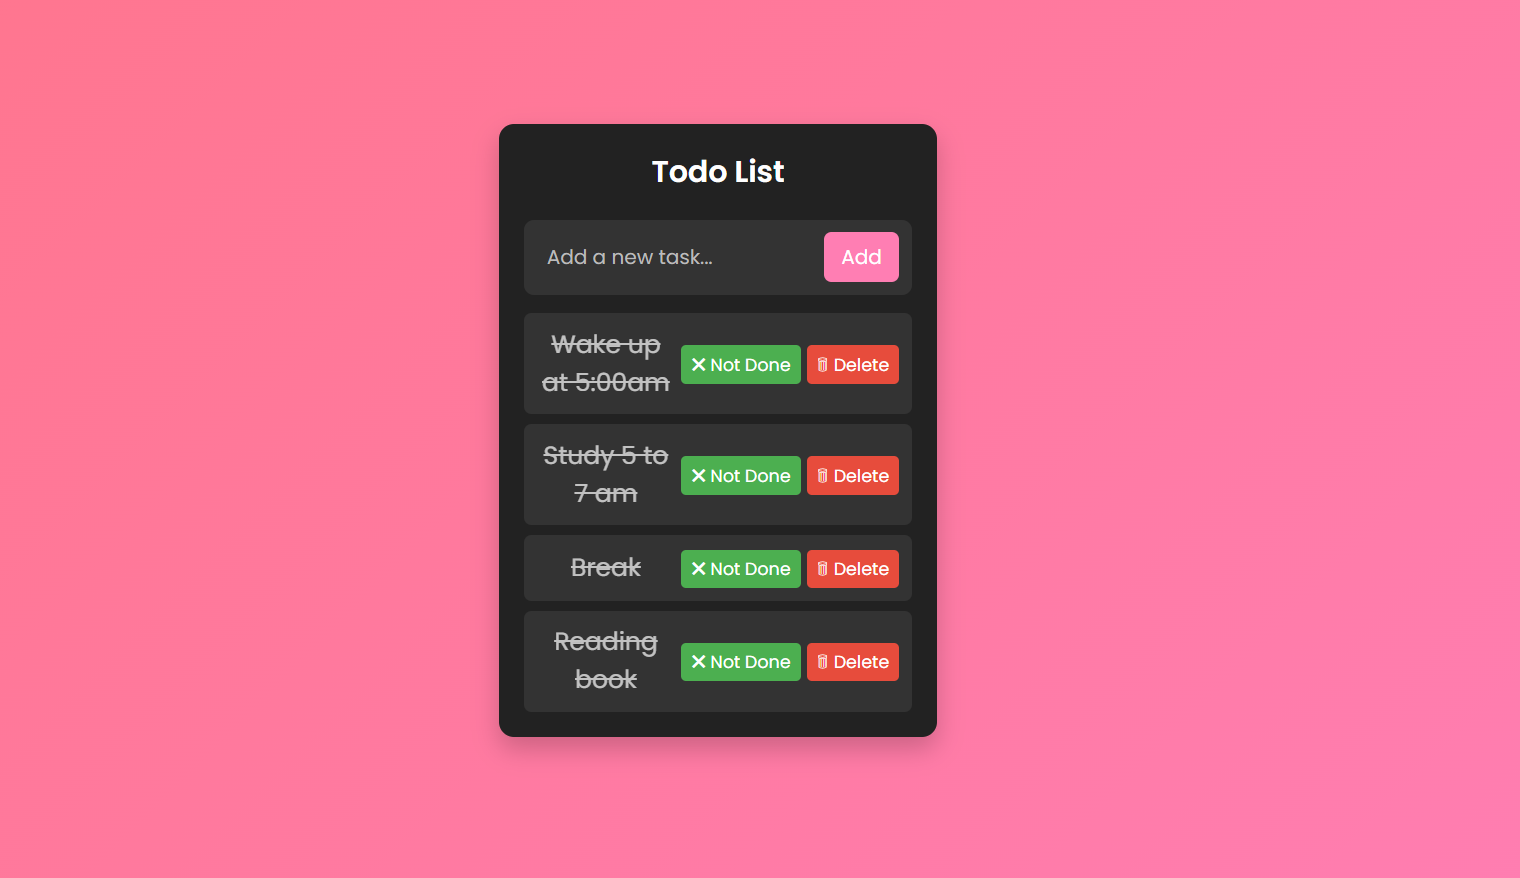 Todo List
Add a new task...
Add
Wake up
at 5:00am
❌ Not Done
🗑 Delete
Study 5 to
7 am
❌ Not Done
🗑 Delete
Break
❌ Not Done
🗑 Delete
Reading
book
❌ Not Done
🗑 Delete